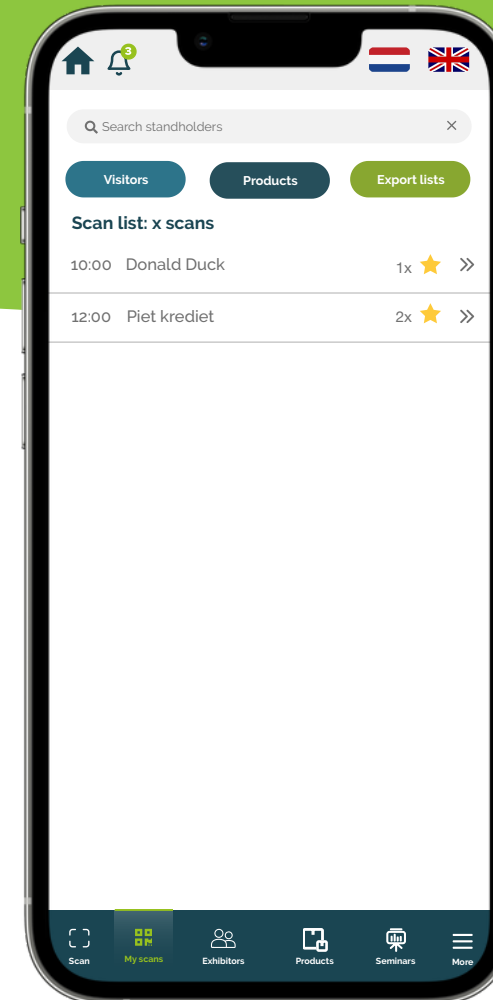 3
Search standholders
Visitors
Products
Export lists
Scan list: x scans
10:00 Donald Duck 1x
12:00 Piet krediet 2x
Scan
My scans
Exhibitors
Products
Seminars
More